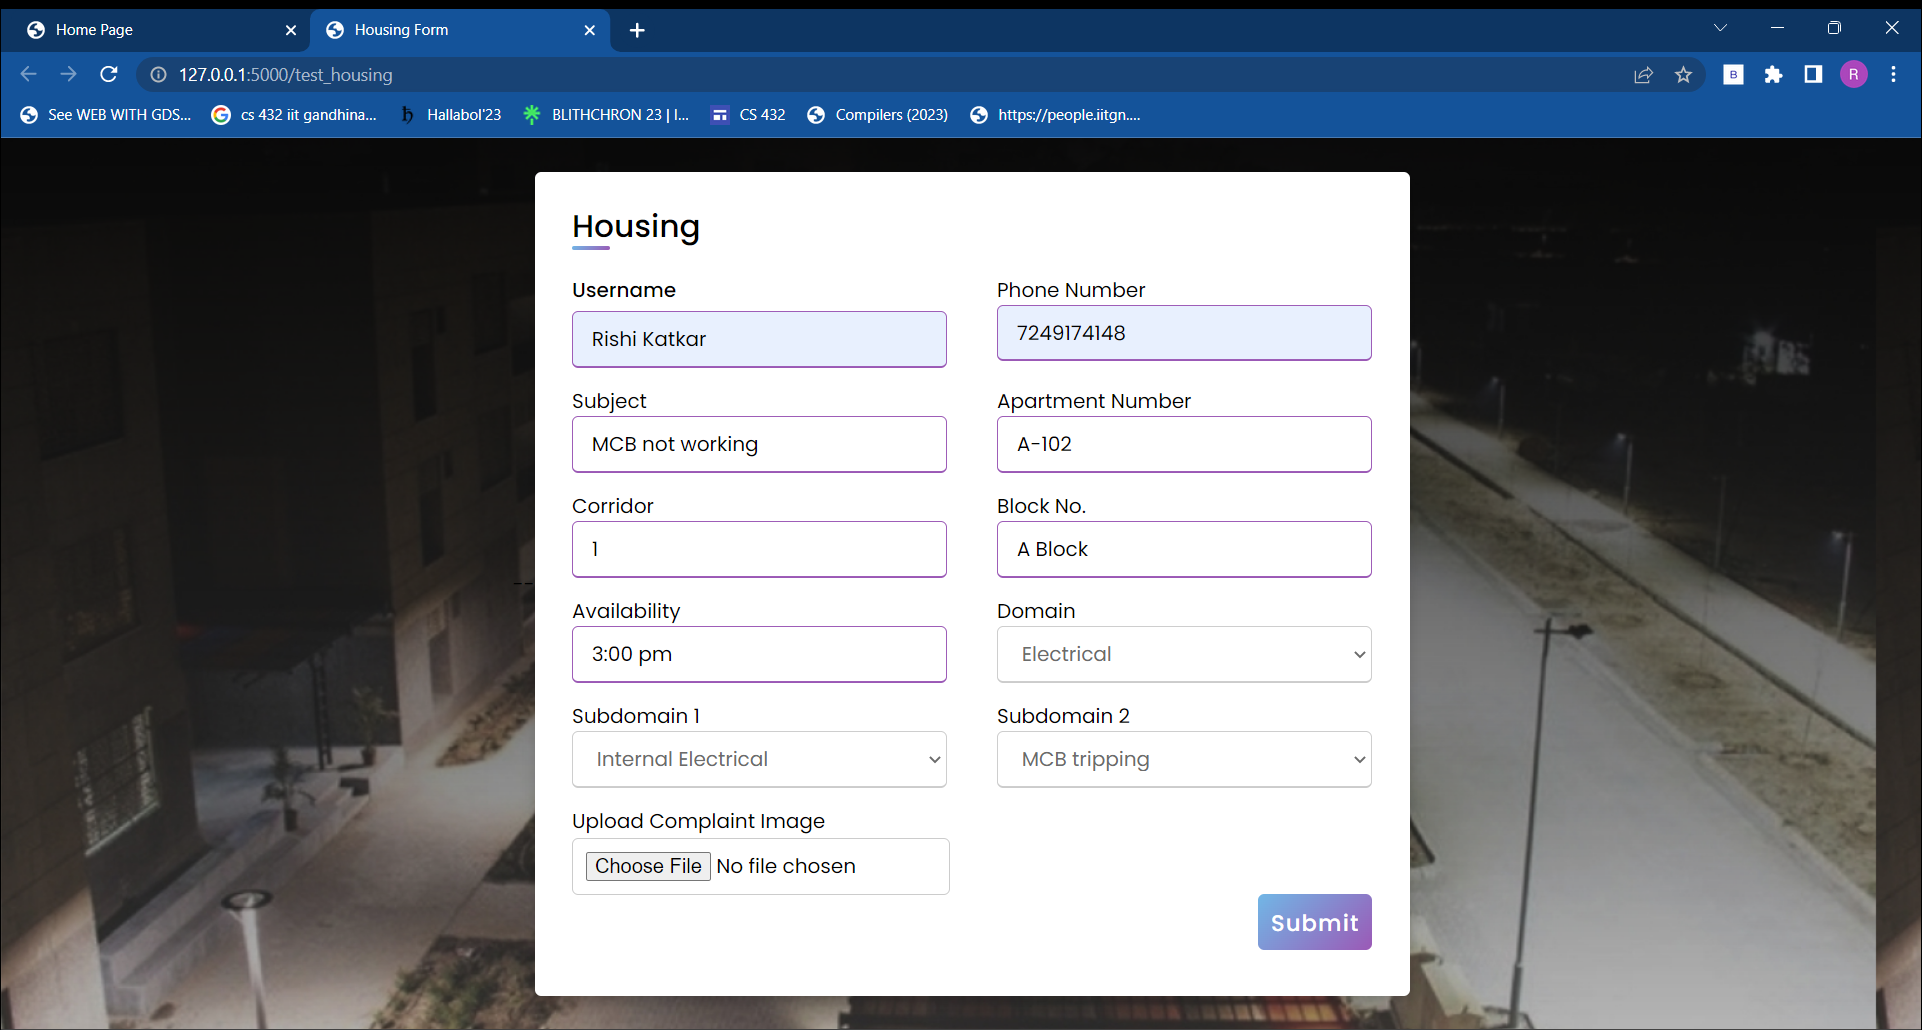 Home Page
Housing Form
127.0.0.1:5000/test_housing
B
R
See WEB WITH GDS...
cs 432 iit gandhina...
Hallabol'23
BLITHCHRON 23 | I...
CS 432
Compilers (2023)
https://people.iitgn....
Housing
Username
Phone Number
Rishi Katkar
7249174148
Subject
Apartment Number
MCB not working
A-102
Corridor
Block No.
1
A Block
--
Availability
Domain
3:00 pm
Electrical
Subdomain 1
Subdomain 2
Internal Electrical
MCB tripping
Upload Complaint Image
Choose File No file chosen
Submit